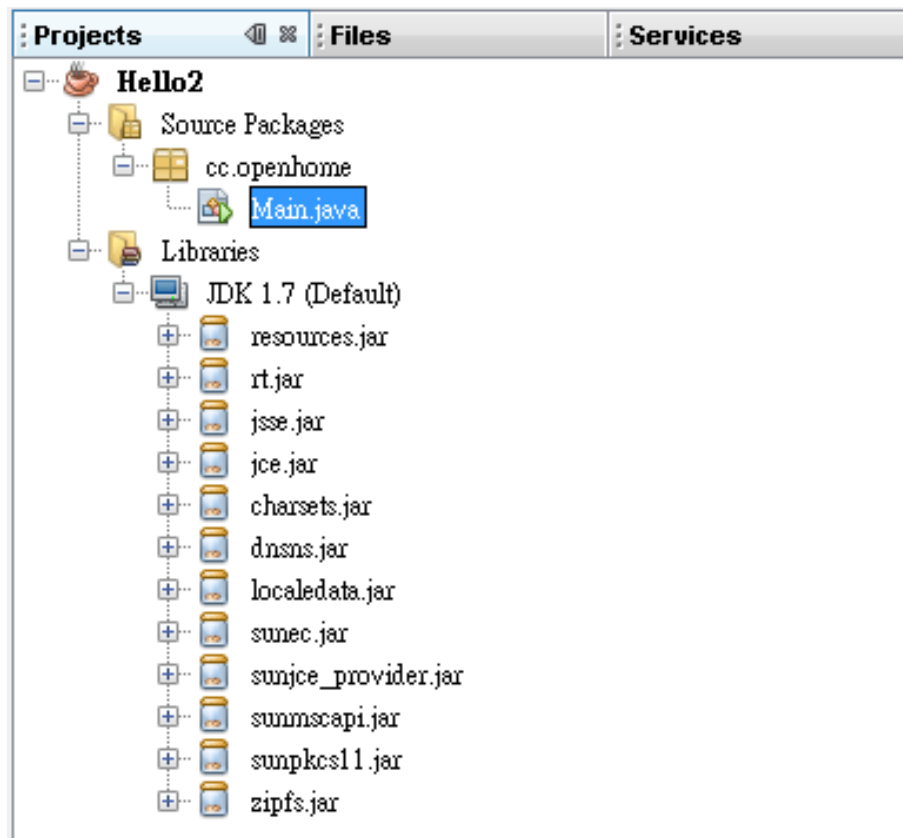 Projects Files Services
Hello2
Source Packages
cc.openhome
Main.java
Libraries
JDK 1.7 (Default)
resources.jar
rt.jar
jsse.jar
jce.jar
charsets.jar
dnsns.jar
localedata.jar
sunec.jar
sunjce_provider.jar
sunmscapi.jar
sunpkcs11.jar
zipfs.jar